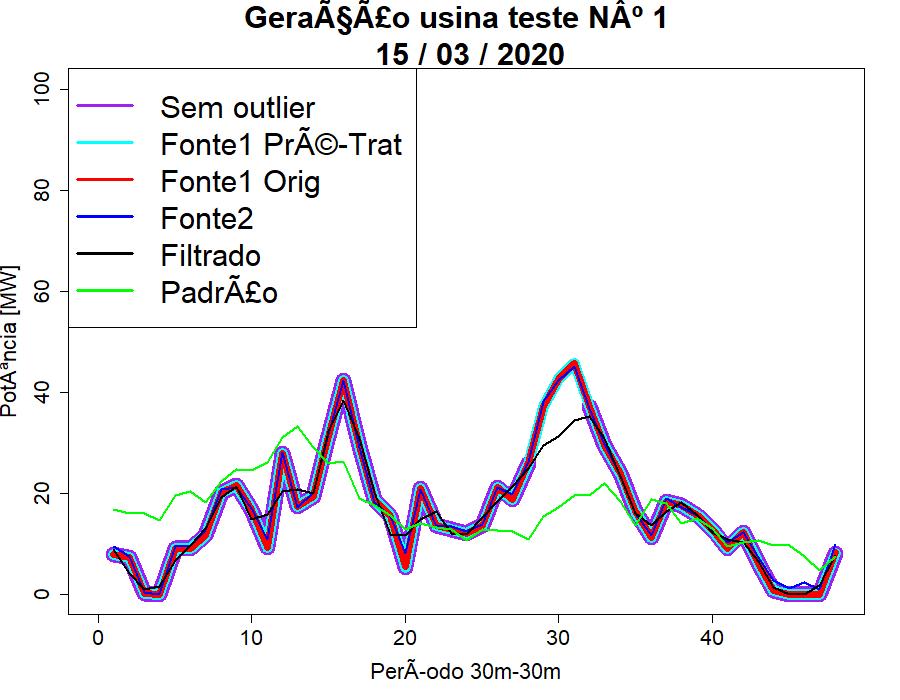 GeraÃ§Ã£o usina teste NÂº 1
15 / 03 / 2020
Sem outlier
Fonte1 PrÃ©-Trat
Fonte1 Orig
Fonte2
Filtrado
PadrÃ£o
PotÃªncia [MW]
100
80
60
40
20
0
0 10 20 30 40
PerÃ-odo 30m-30m